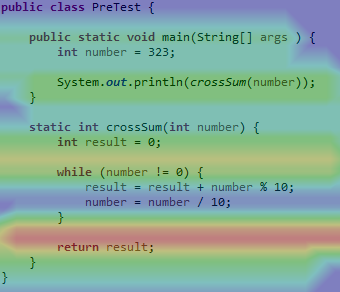 public class PreTest {
public static void main(String[] args ) {
int number = 323;
System.out.println(crossSum(number));
}
static int crossSum(int number) {
int result = 0;
while (number != 0) {
result = result + number % 10;
number = number / 10;
}
return result;
}
}